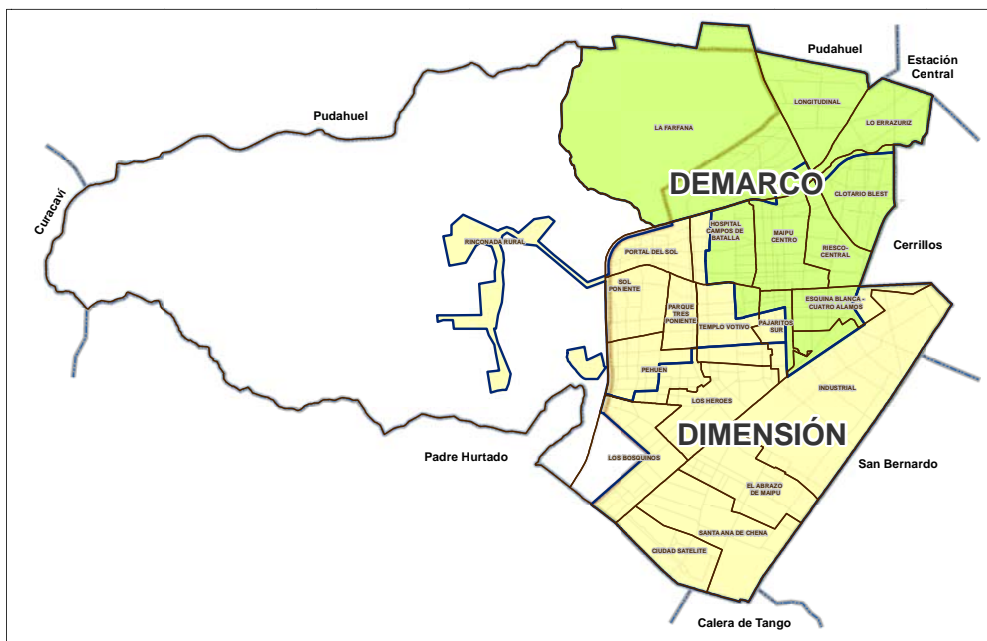 Pudahuel
Estación
Central
Pudahuel
LONGITUDINAL
LO ERRAZURIZ
LA FARFANA
DEMARCO
CLOTARIO BLEST
Curacaví
HOSPITAL
CAMPOS DE
BATALLA
MAIPU
CENTRO
Cerrillos
RINCONADA RURAL
PORTAL DEL SOL
RIESCO-
CENTRAL
SOL
PONIENTE
PARQUE
TRES
PONIENTE
TEMPLO VOTIVO
PAJARITOS
SUR
ESQUINA BLANCA -
CUATRO ALAMOS
PEHUEN
INDUSTRIAL
LOS HEROES
DIMENSIÓN
Padre Hurtado
LOS BOSQUINOS
San Bernardo
EL ABRAZO
DE MAIPU
SANTA ANA DE CHENA
CIUDAD SATELITE
Calera de Tango